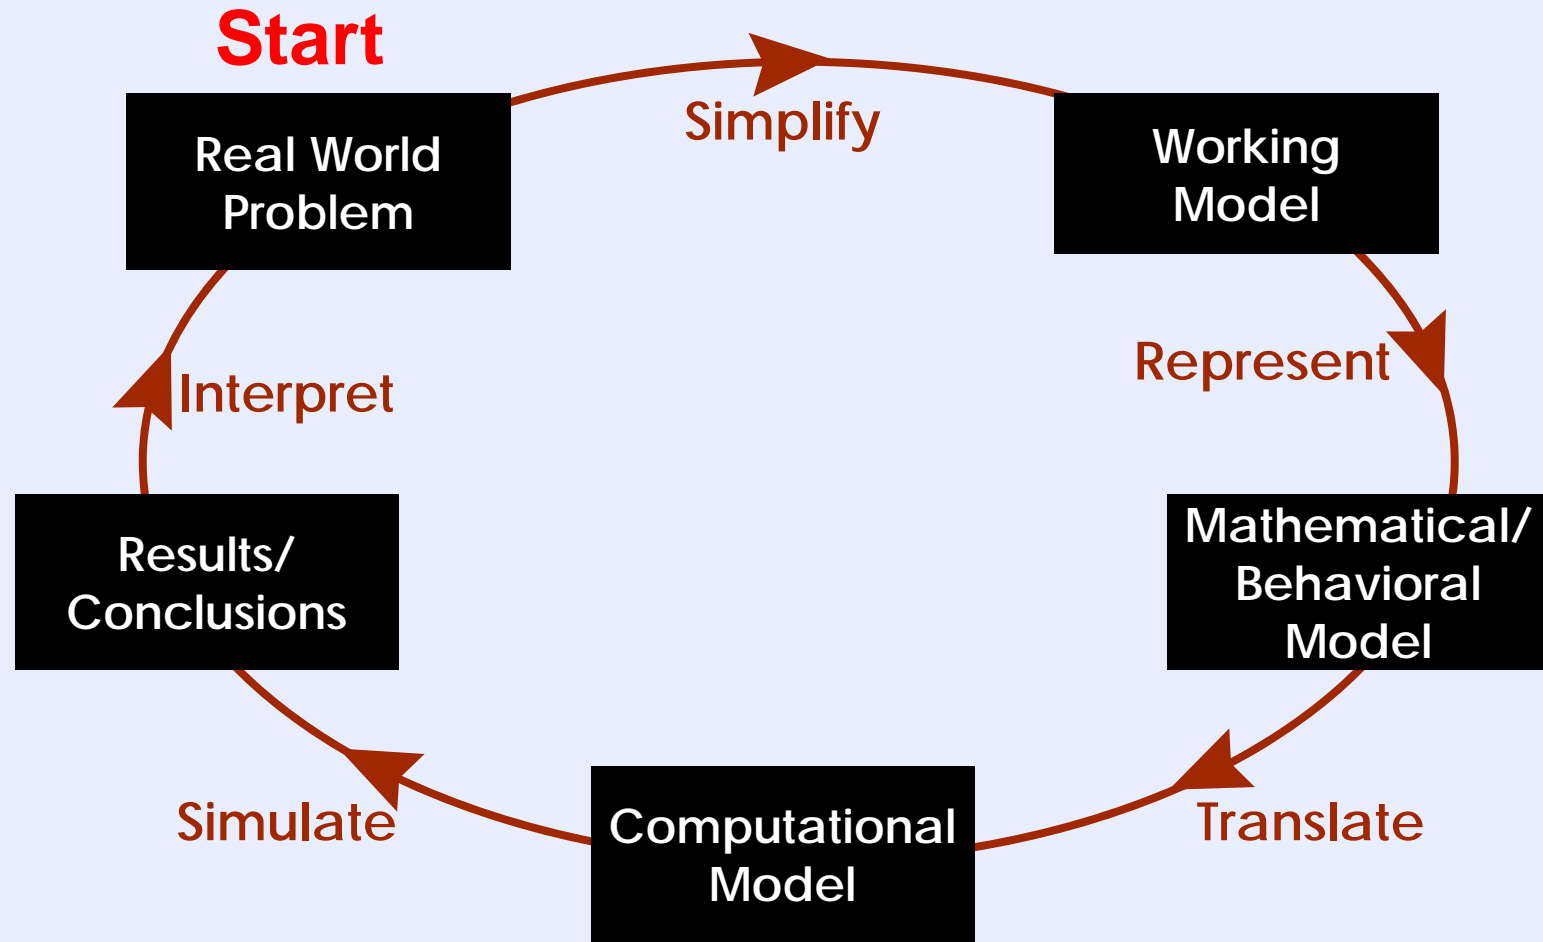 Start
Real World
Problem
Simplify
Working
Model
Represent
Mathematical/
Behavioral
Model
Translate
Computational
Model
Simulate
Results/
Conclusions
Interpret